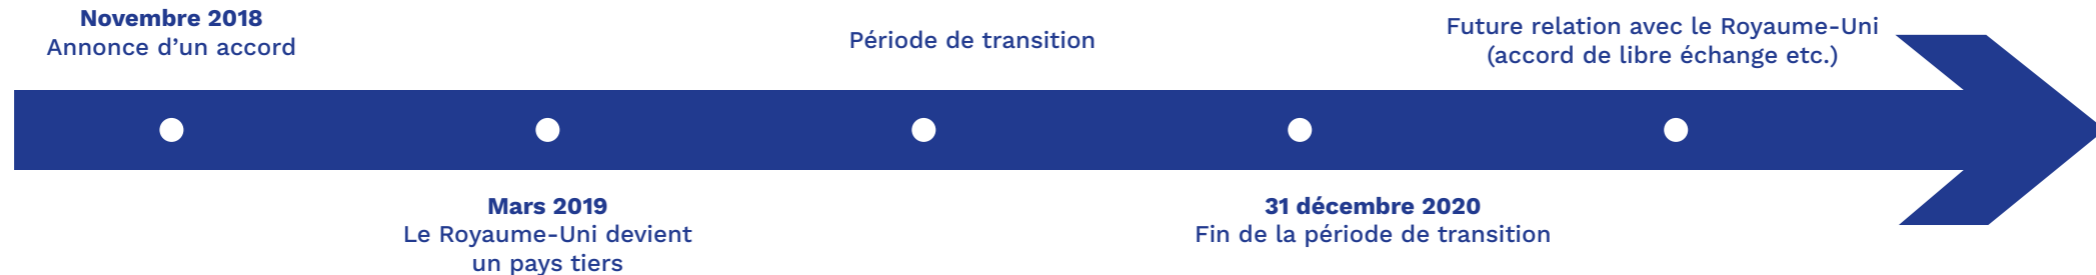 Novembre 2018
Annonce d’un accord
Mars 2019
Le Royaume-Uni devient
un pays tiers
Période de transition
31 décembre 2020
Fin de la période de transition
Future relation avec le Royaume-Uni
(accord de libre échange etc.)